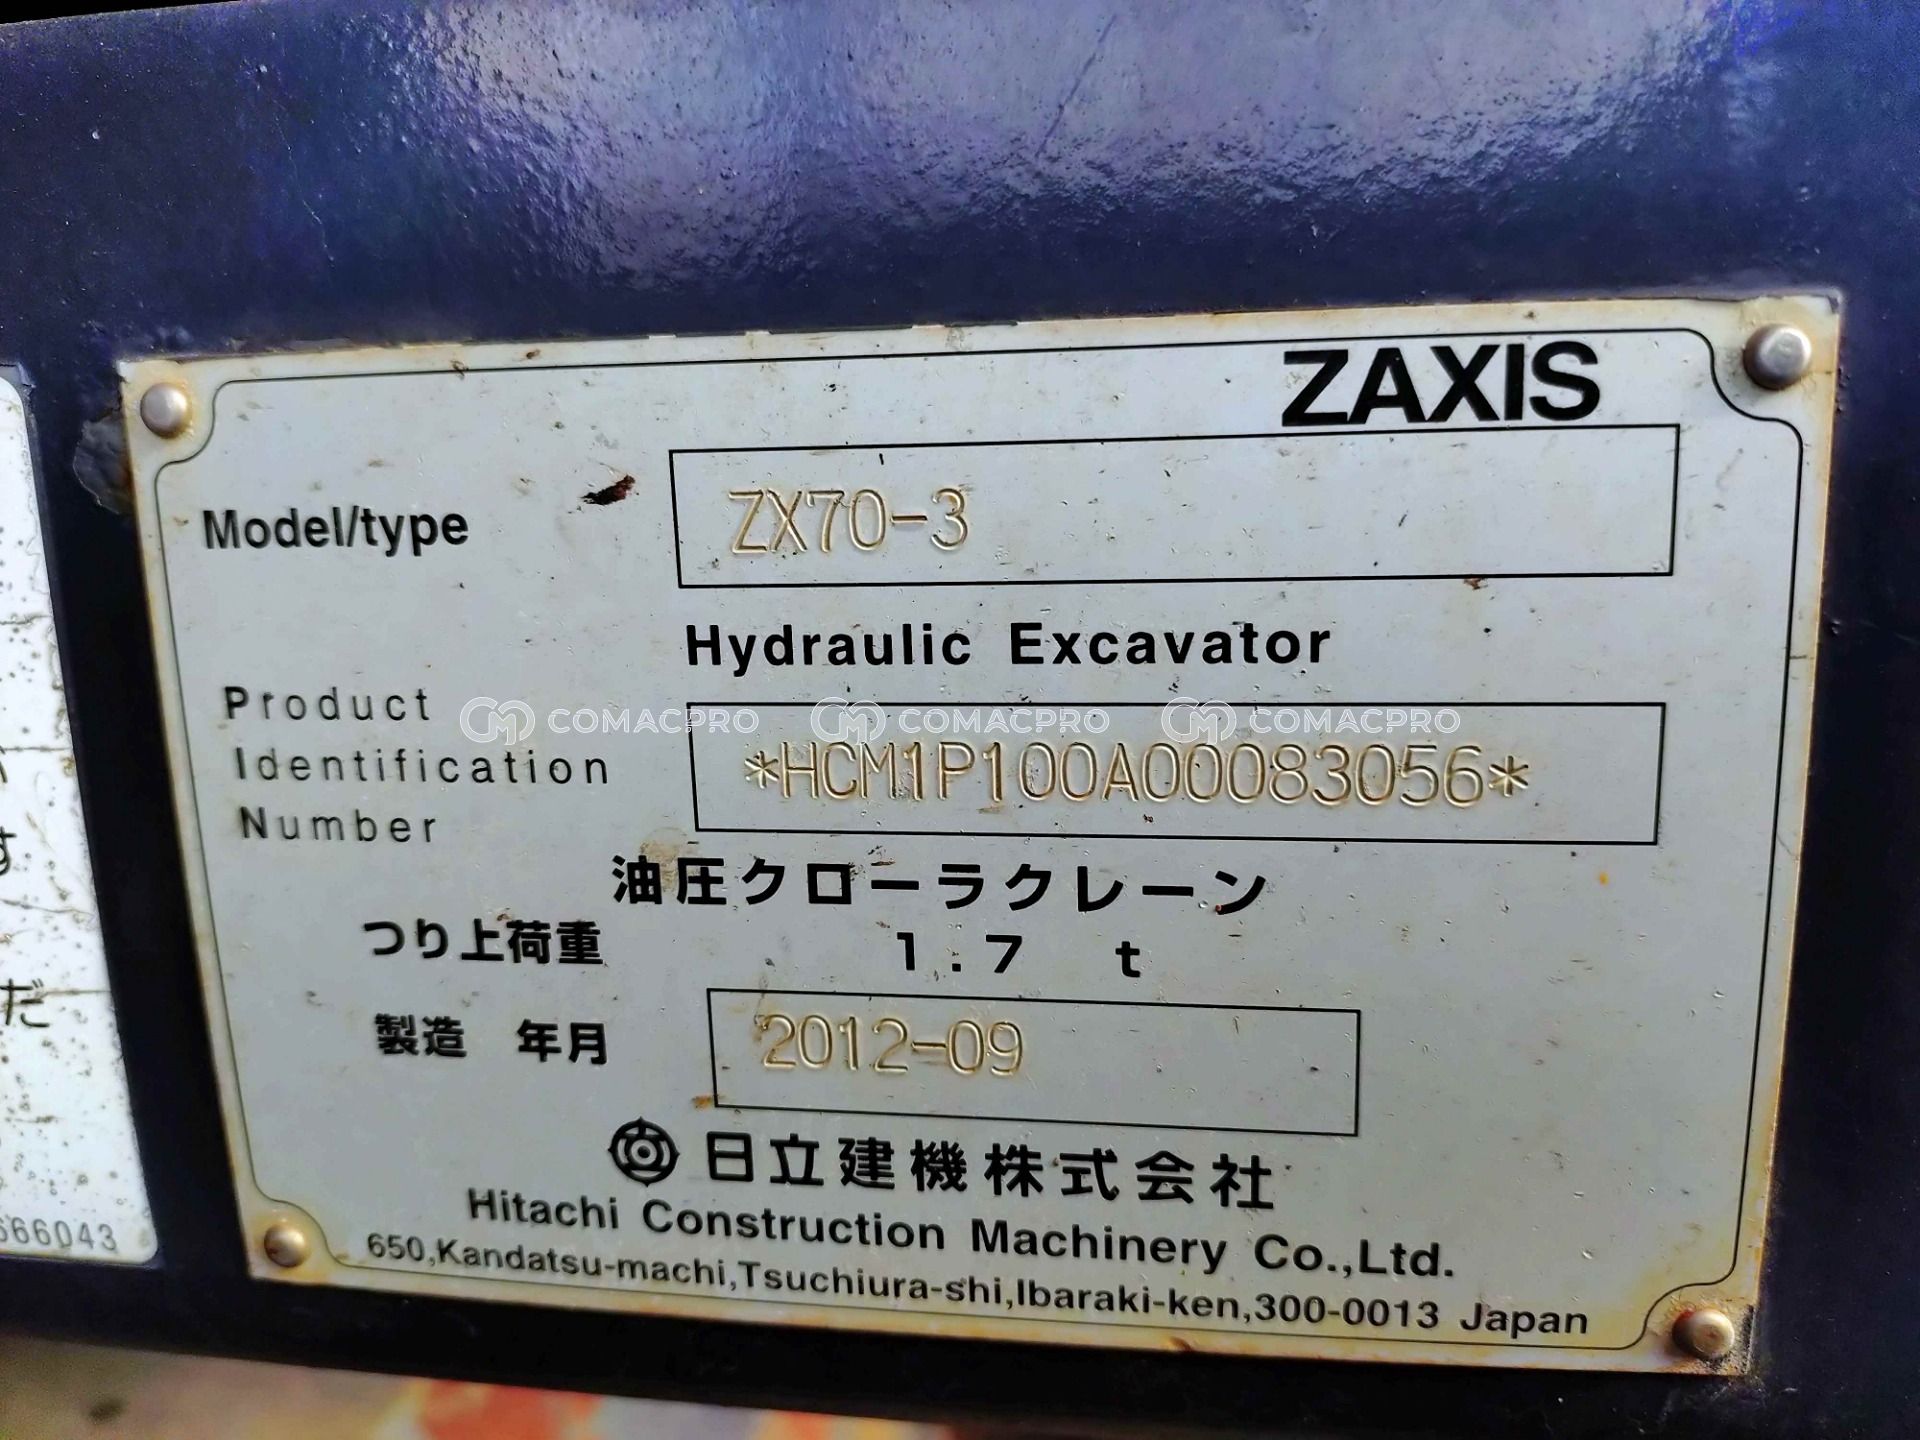 ZAXIS
Model/type ZX70-3
Hydraulic Excavator
Product
Identification
Number
COMACPRO COMACPRO COMACPRO
*HCM1P100A00083056*
油圧クローラクレーン
つり上荷重 1.7 t
製造 年月 2012-09
日立建機株式会社
Hitachi Construction Machinery Co.,Ltd.
650,Kandatsu-machi,Tsuchiura-shi,Ibaraki-ken,300-0013 Japan
す
だ
666043